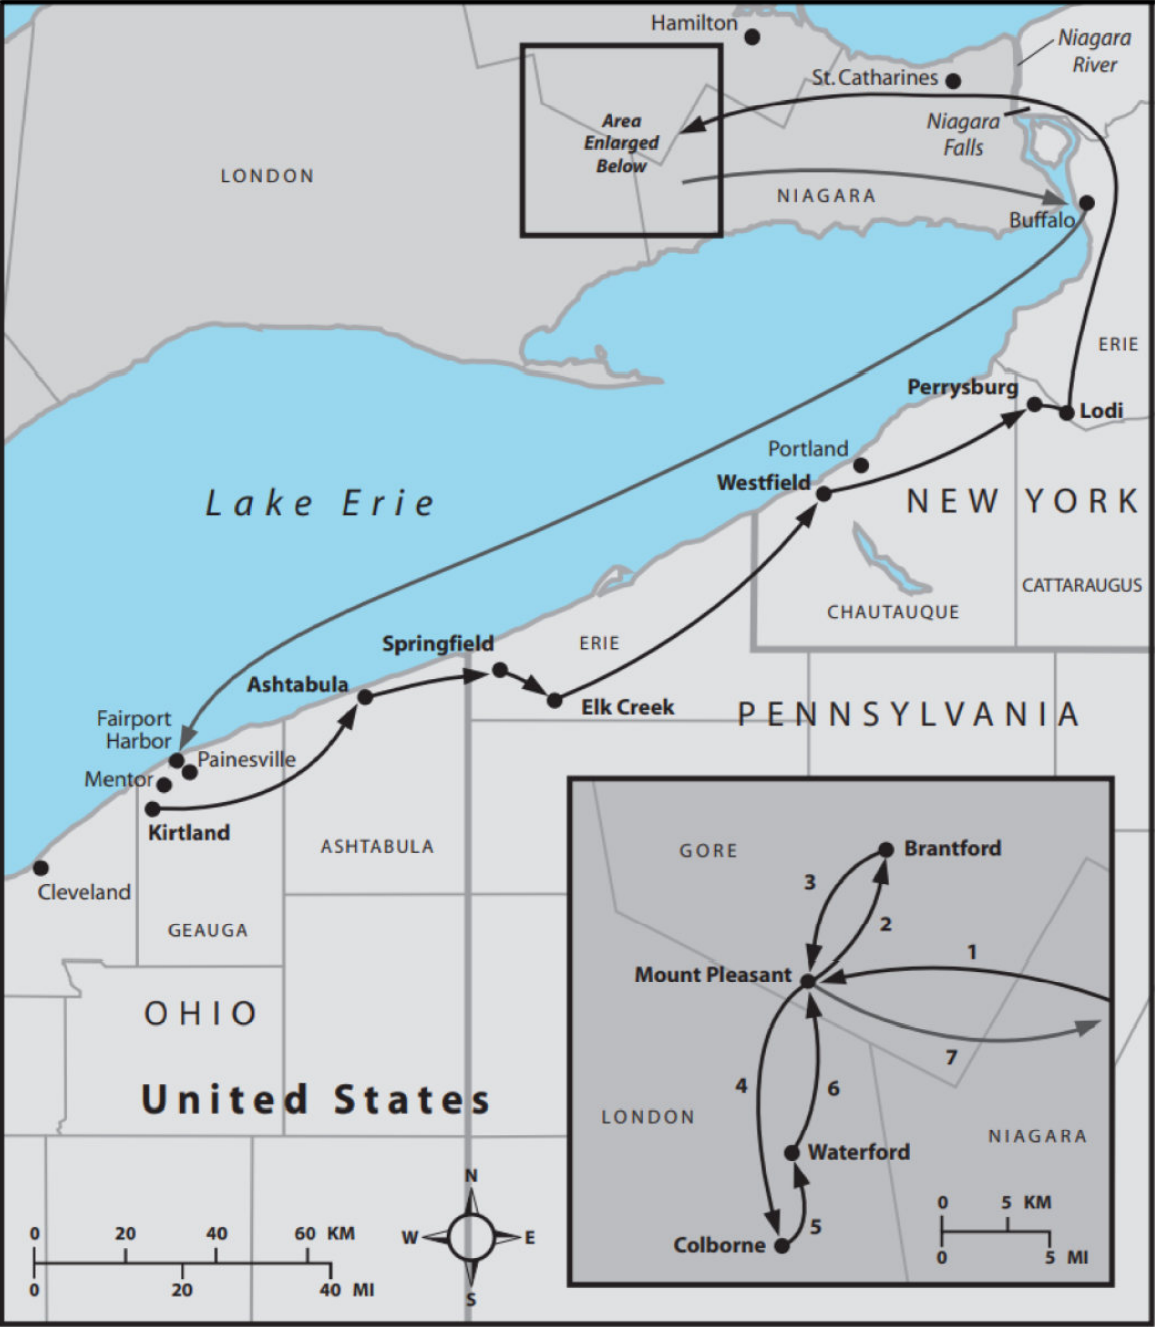 Hamilton
Niagara
River
St. Catharines
Area
Enlarged
Below
Niagara
Falls
LONDON
NIAGARA
Buffalo
ERIE
Perrysburg
Lodi
Portland
Westfield
Lake Erie
NEW YORK
CATTARAUGUS
CHAUTAUQUE
Springfield
ERIE
Ashtabula
Elk Creek
PENNSYLVANIA
Fairport
Harbor
Painesville
Mentor
Kirtland
ASHTABULA
Cleveland
GEAUGA
OHIO
United States
GORE
Brantford
3
2
1
Mount Pleasant
7
4
6
LONDON
NIAGARA
Waterford
5
Colborne
0 5 KM
0 5 MI
N
W E
S
0 20 40 60 KM
0 20 40 MI